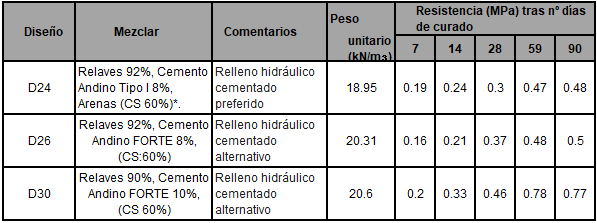 Diseño Mezclar Comentarios Peso unitario (kN/m3) Resistencia (MPa) tras nº días de curado
7 14 28 59 90
D24 Relaves 92%, Cemento Andino Tipo I 8%, Arenas (CS 60%)*. Relleno hidráulico cementado preferido 18.95 0.19 0.24 0.3 0.47 0.48
D26 Relaves 92%, Cemento Andino FORTE 8%, (CS:60%) Relleno hidráulico cementado alternativo 20.31 0.16 0.21 0.37 0.48 0.5
D30 Relaves 90%, Cemento Andino FORTE 10%, (CS 60%) Relleno hidráulico cementado alternativo 20.6 0.2 0.33 0.46 0.78 0.77